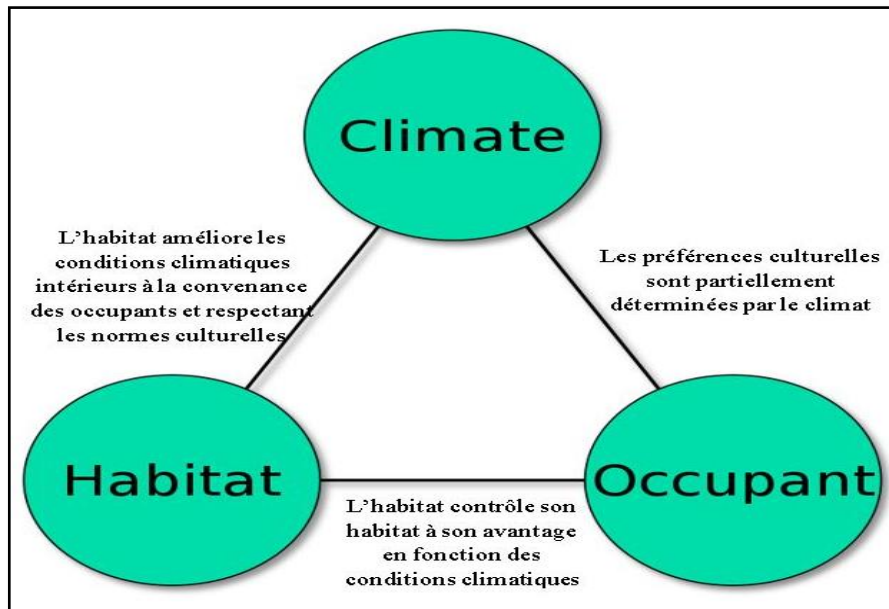 Climate
L'habitat améliore les
conditions climatiques
intérieurs à la convenance
des occupants et respectant
les normes culturelles
Les préférences culturelles
sont partiellement
déterminées par le climat
Habitat
Occupant
L'habitat contrôle son
habitat à son avantage
en fonction des
conditions climatiques